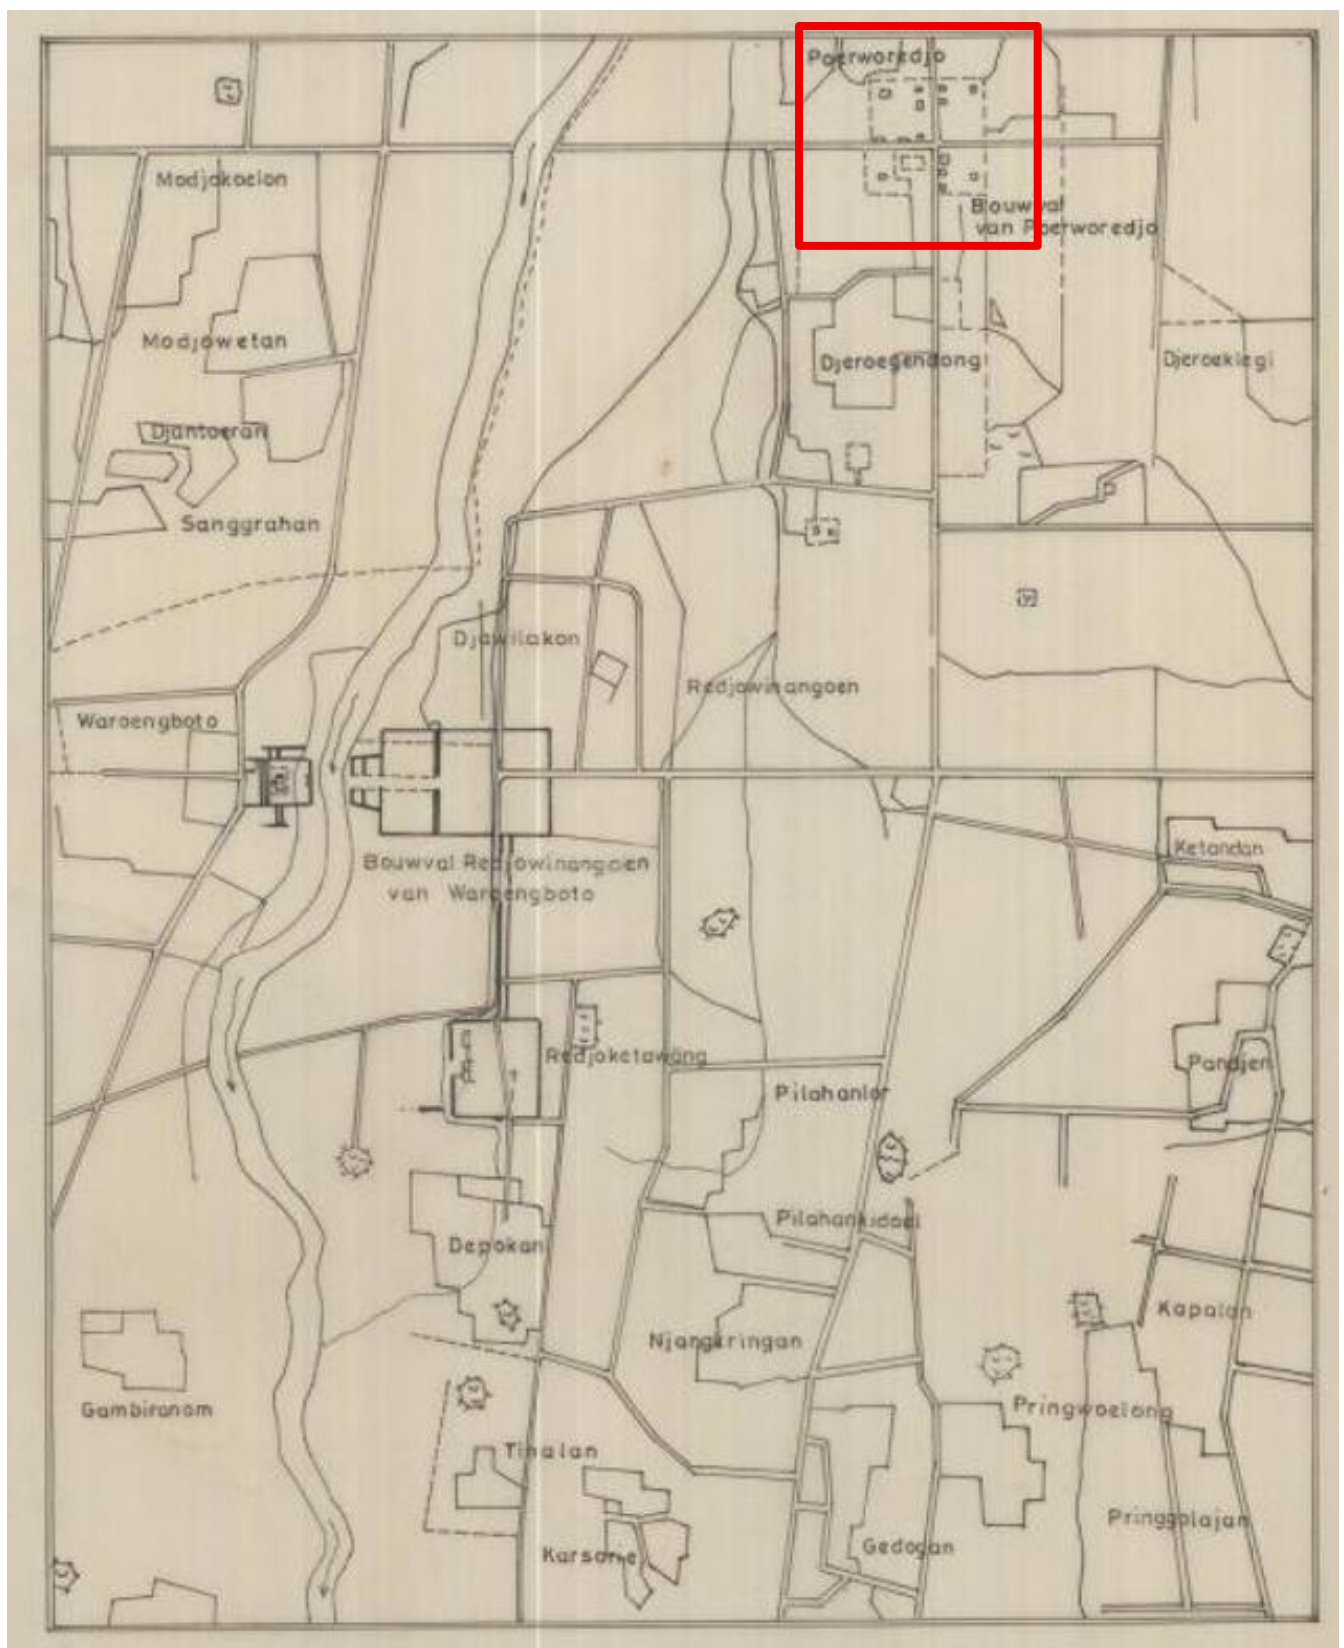 Poerworedjo
Modjokoelon
Bouwval
van Poerworedjo
Modjowetan
Djeroegendong
Djeroeklegi
Djantoeran
Sanggrahan
Djawilakon
Redjowinangoen
Waroengboto
Ketandan
Bouwval Redjowinangoen
van Waroengboto
Redjoketawang
Pandjen
Pilahanlor
Pilahankidoel
Depokan
Kapalan
Njangkringan
Gambiranom
Pringwoelong
Tinalan
Pringgolajan
Gedogan